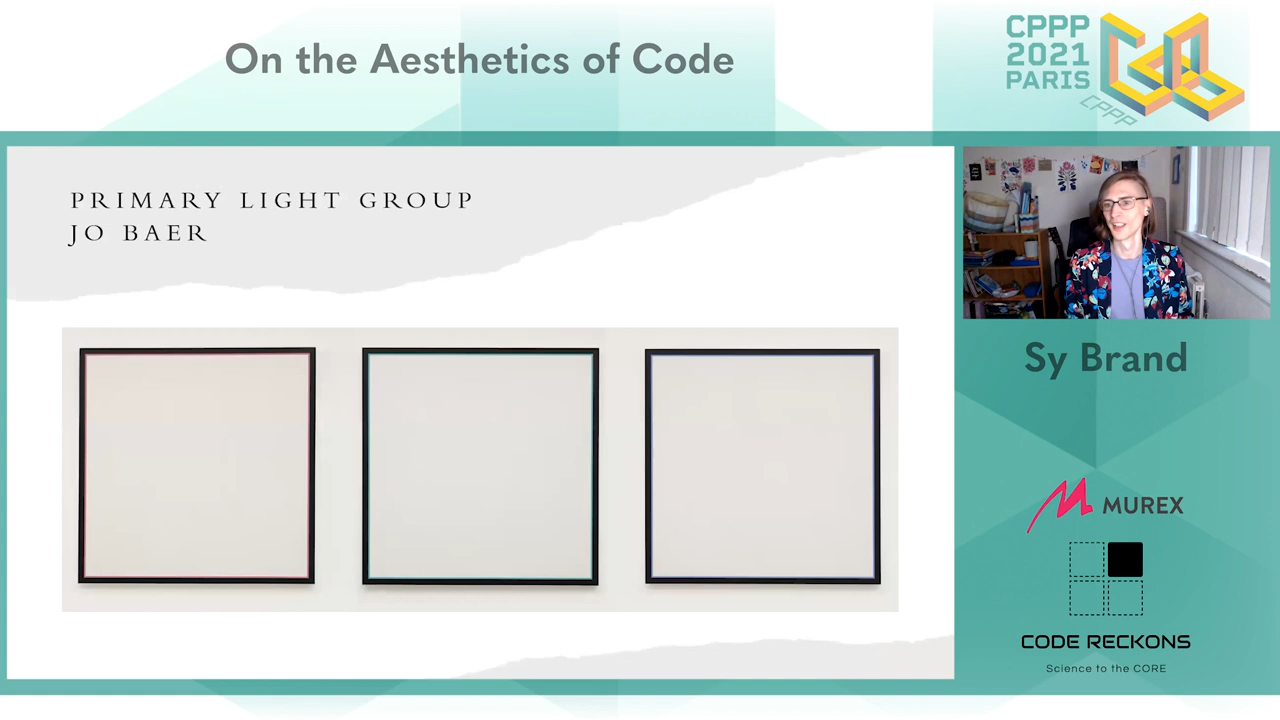 On the Aesthetics of Code
CPPP
2021
PARIS
CPPP
PRIMARY LIGHT GROUP
JO BAER
Sy Brand
MUREX
CODE RECKONS
Science to the CORE